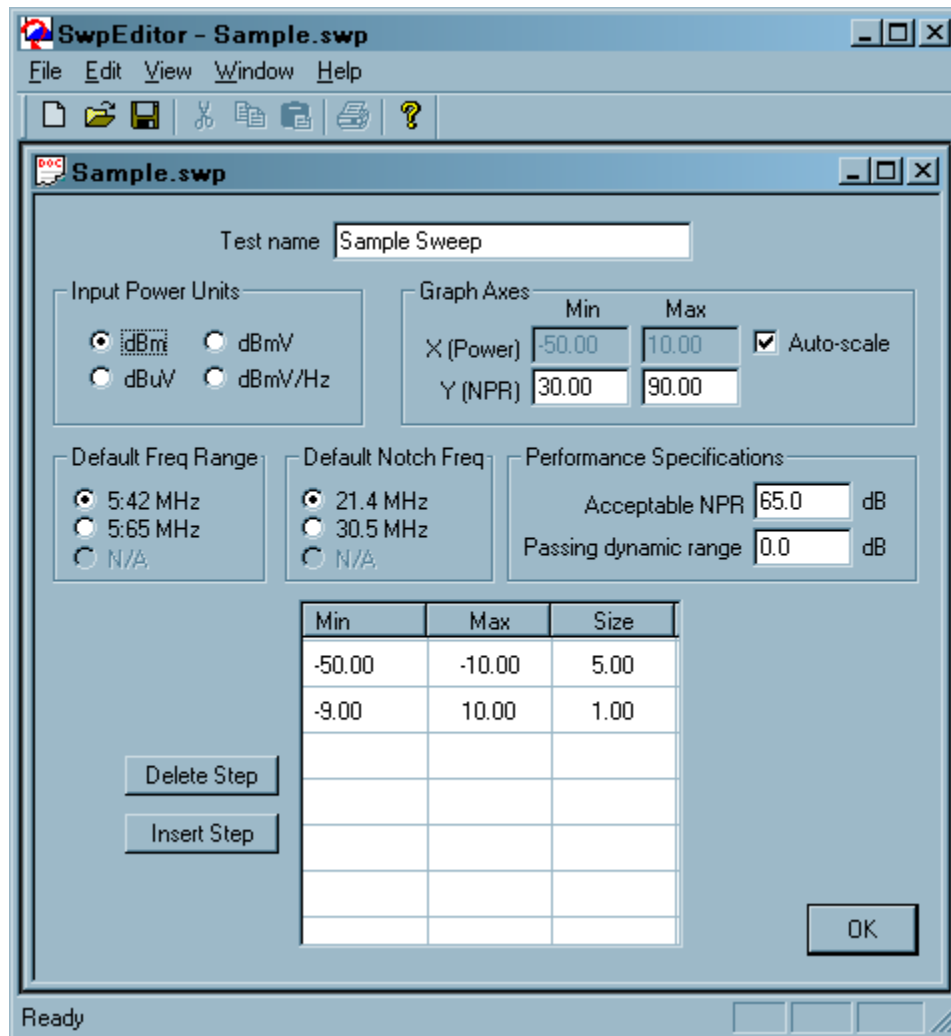 SwpEditor - Sample.swp
File Edit View Window Help
DOC
Sample.swp
Test name Sample Sweep
Input Power Units
dBm dBmV
dBuV dBmV/Hz
Graph Axes
Min Max
X (Power) -50.00 10.00 Auto-scale
Y (NPR) 30.00 90.00
Default Freq Range
5:42 MHz
5:65 MHz
N/A
Default Notch Freq
21.4 MHz
30.5 MHz
N/A
Performance Specifications
Acceptable NPR 65.0 dB
Passing dynamic range 0.0 dB
Min Max Size
-50.00 -10.00 5.00
-9.00 10.00 1.00
Delete Step
Insert Step
OK
Ready